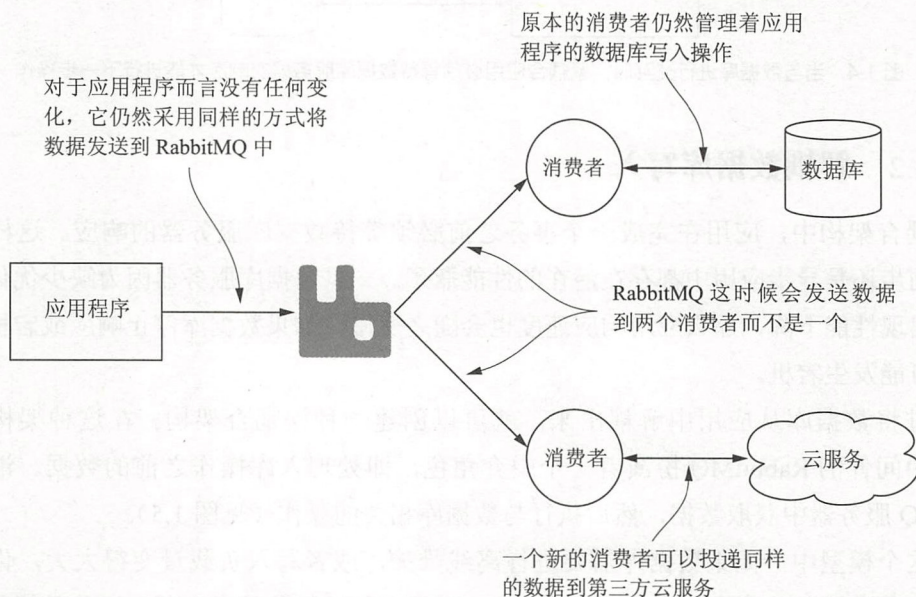 原本的消费者仍然管理着应用
程序的数据库写入操作
对于应用程序而言没有任何变
化，它仍然采用同样的方式将
数据发送到 RabbitMQ 中
消费者
数据库
应用程序
RabbitMQ 这时候会发送数据
到两个消费者而不是一个
消费者
云服务
一个新的消费者可以投递同样
的数据到第三方云服务